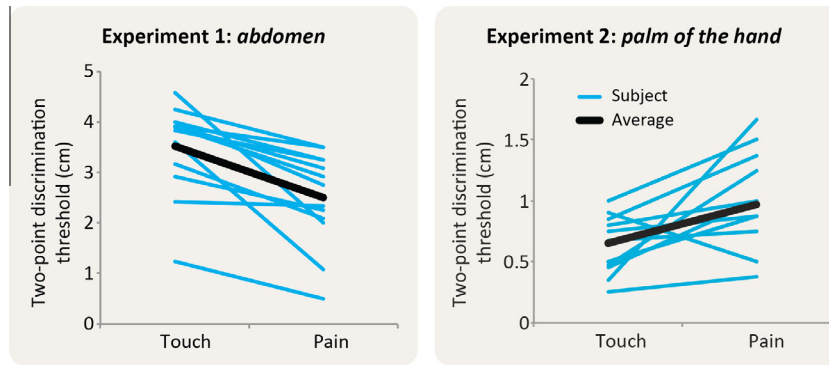 Experiment 1: abdomen
Two-point discrimination
threshold (cm)
5
4
3
2
1
0
Touch
Pain
Experiment 2: palm of the hand
Two-point discrimination
threshold (cm)
2
1.5
1
0.5
0
Subject
Average
Touch
Pain